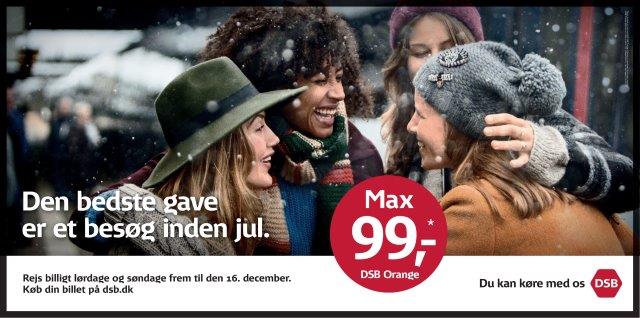 Den bedste gave
er et besøg inden jul.
Max
99,-*
DSB Orange
Rejs billigt lørdage og søndage frem til den 16. december.
Køb din billet på dsb.dk
Du kan køre med os
DSB